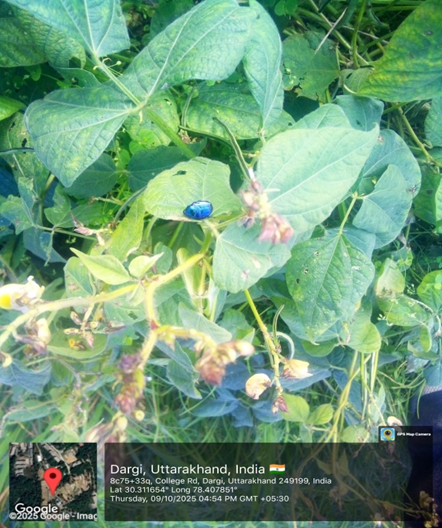 GPS Map Camera
Dargi, Uttarakhand, India 🇮🇳
8c75+33q, College Rd, Dargi, Uttarakhand 249199, India
Lat 30.311654° Long 78.407851°
Thursday, 09/10/2025 04:54 PM GMT +05:30
Google
©2025 Google - Imag